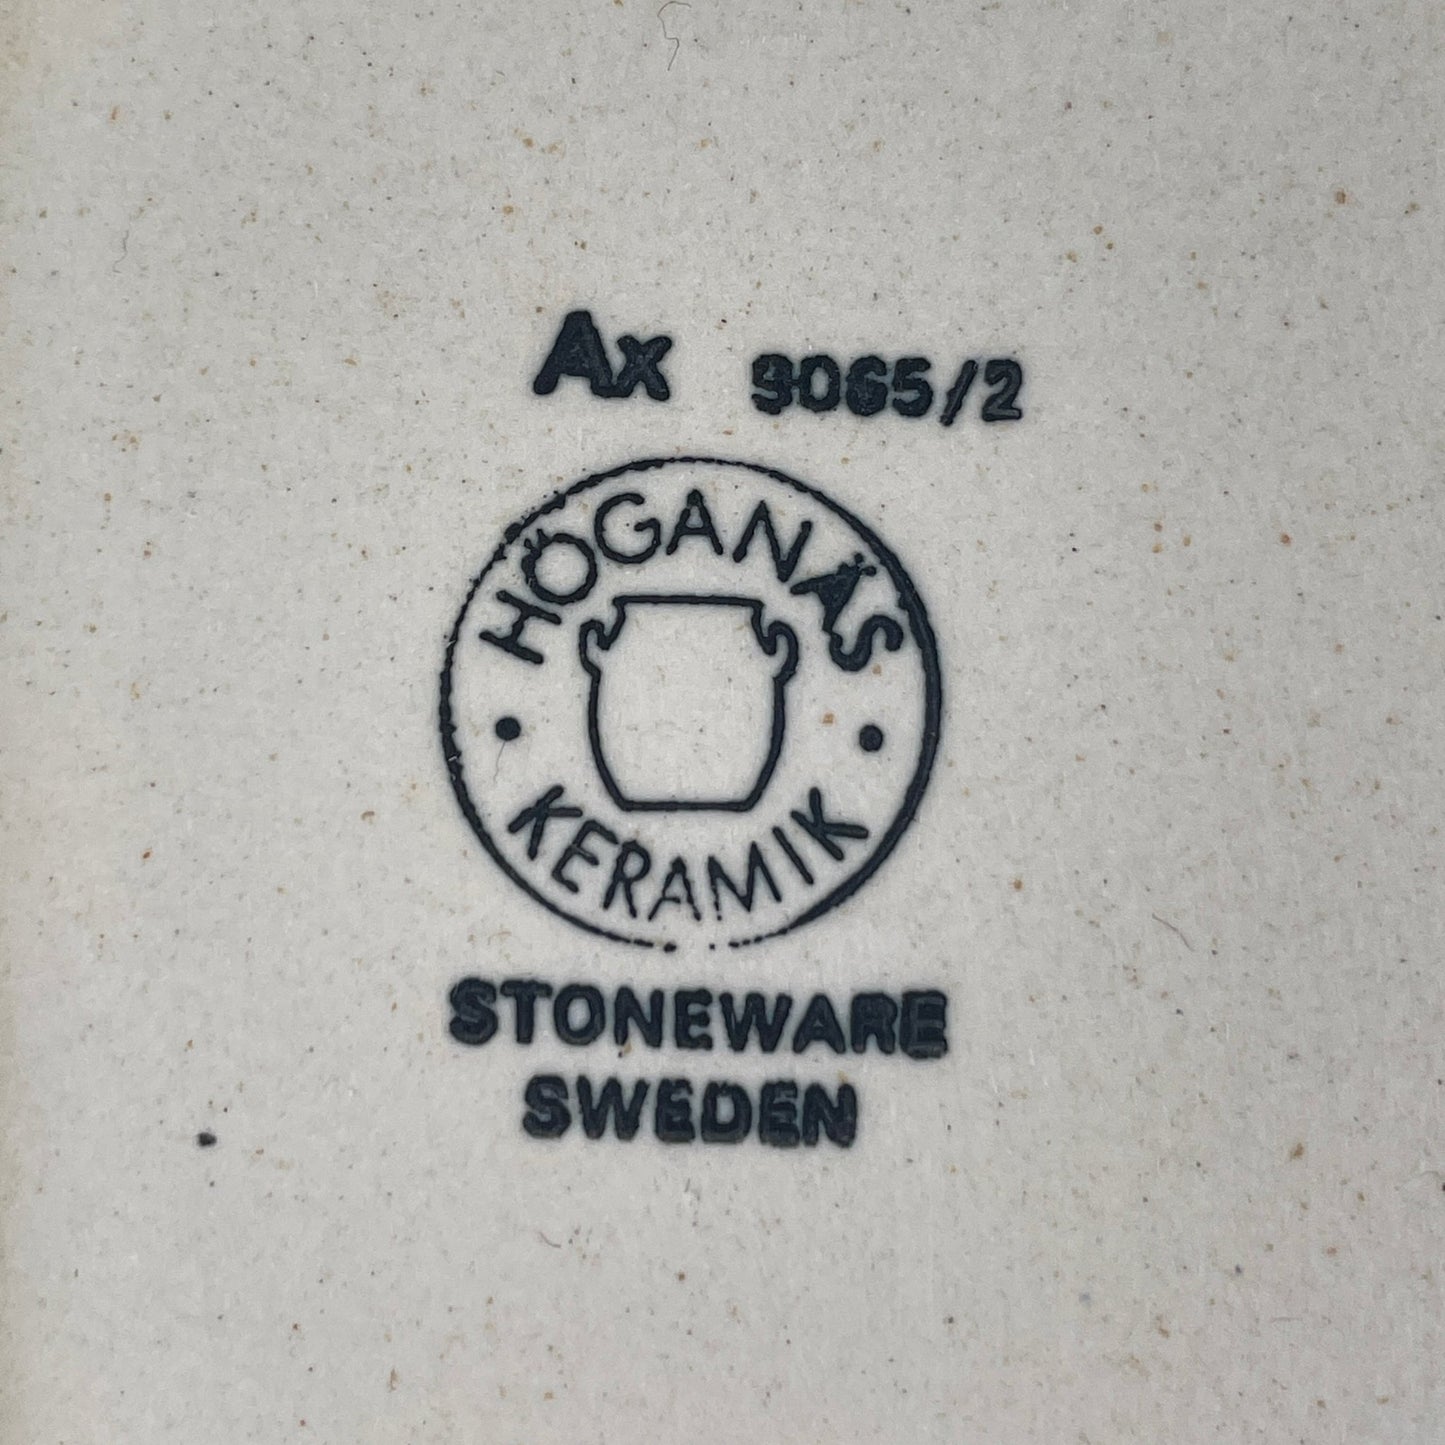 Ax 9065/2
HÖGANÄS
• KERAMIK •
STONEWARE
SWEDEN